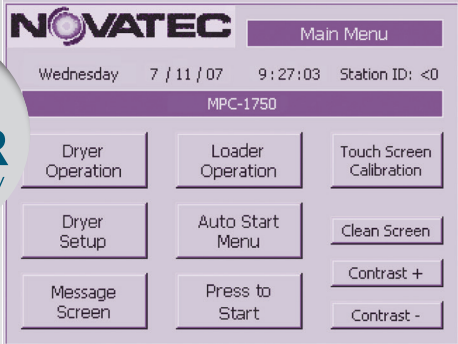 NOVATEC
Main Menu
Wednesday 7 / 11 / 07 9:27:03 Station ID: <0
MPC-1750
Dryer
Operation
Loader
Operation
Touch Screen
Calibration
Dryer
Setup
Auto Start
Menu
Clean Screen
Message
Screen
Press to
Start
Contrast +
Contrast -